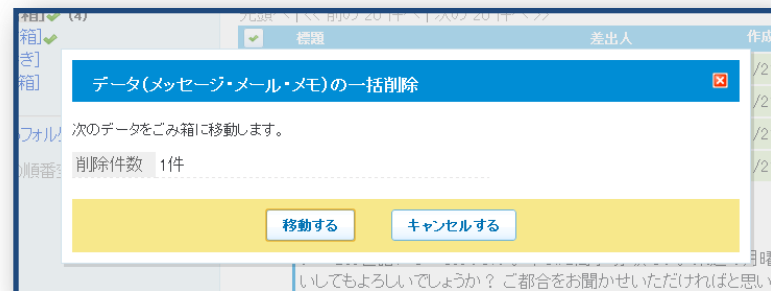 (4)
標題 差出人 作成
データ(メッセージ・メール・メモ)の一括削除
次のデータをごみ箱に移動します。
削除件数 1件
移動する キャンセルする
いしてもよろしいでしょうか？ ご都合をお聞かせいただければと思い